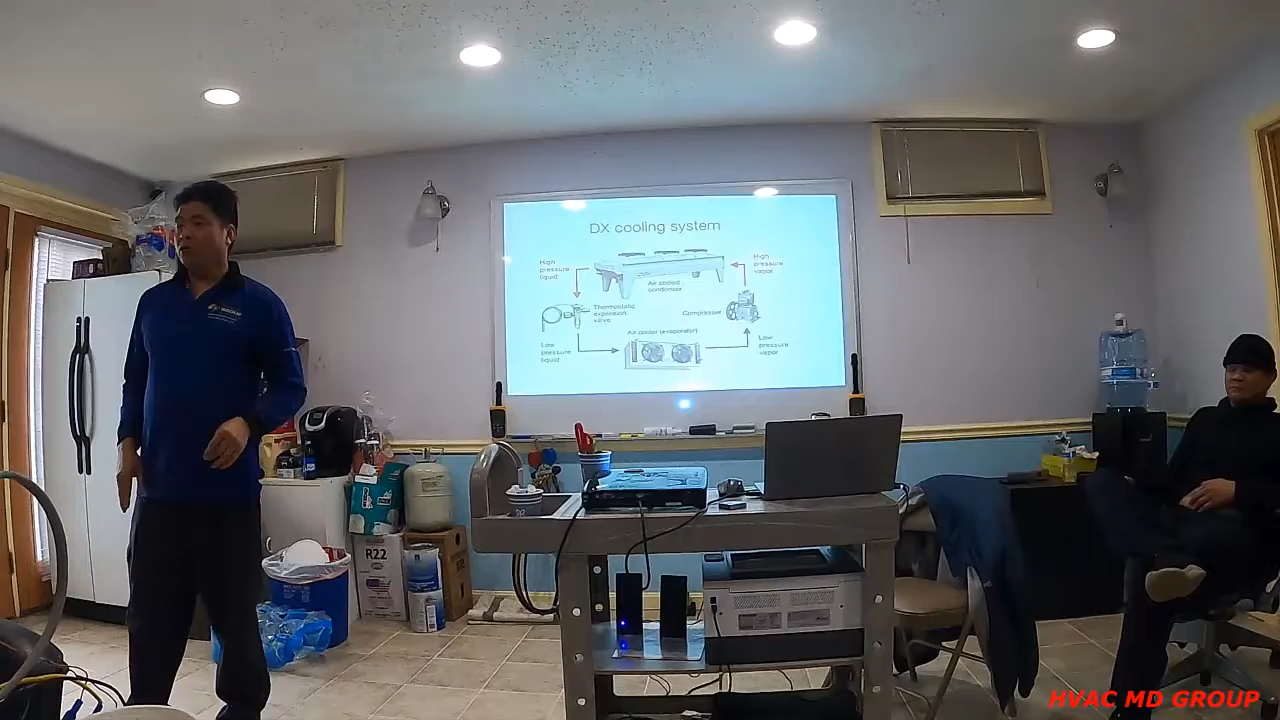 DX cooling system
High
pressure
liquid
High
pressure
vapor
Air cooled
condenser
Thermostatic
expansion
valve
Compressor
Air cooler (evaporator)
Low
pressure
liquid
Low
pressure
vapor
R22
HVAC MD GROUP